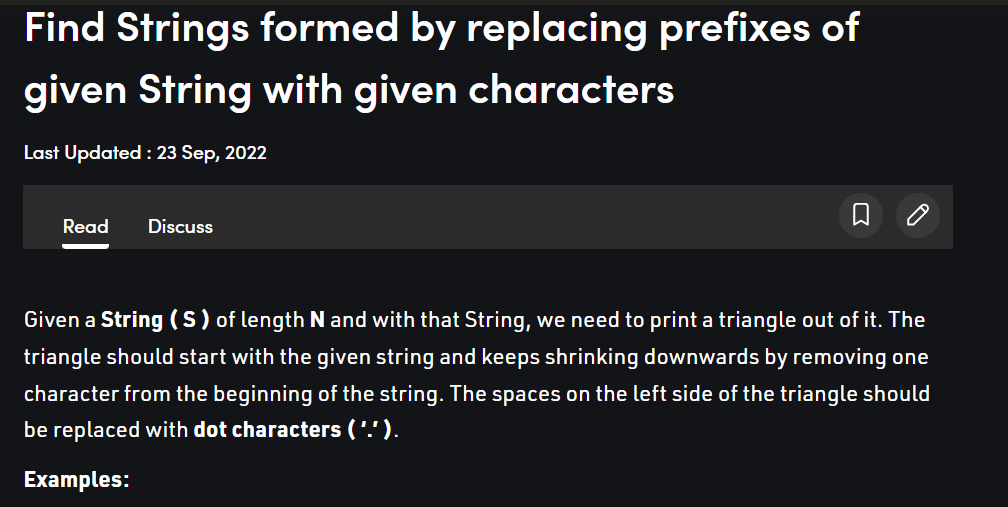 Find Strings formed by replacing prefixes of
given String with given characters
Last Updated : 23 Sep, 2022
Read Discuss
Given a String ( S ) of length N and with that String, we need to print a triangle out of it. The
triangle should start with the given string and keeps shrinking downwards by removing one
character from the beginning of the string. The spaces on the left side of the triangle should
be replaced with dot characters ( '.' ).
Examples: